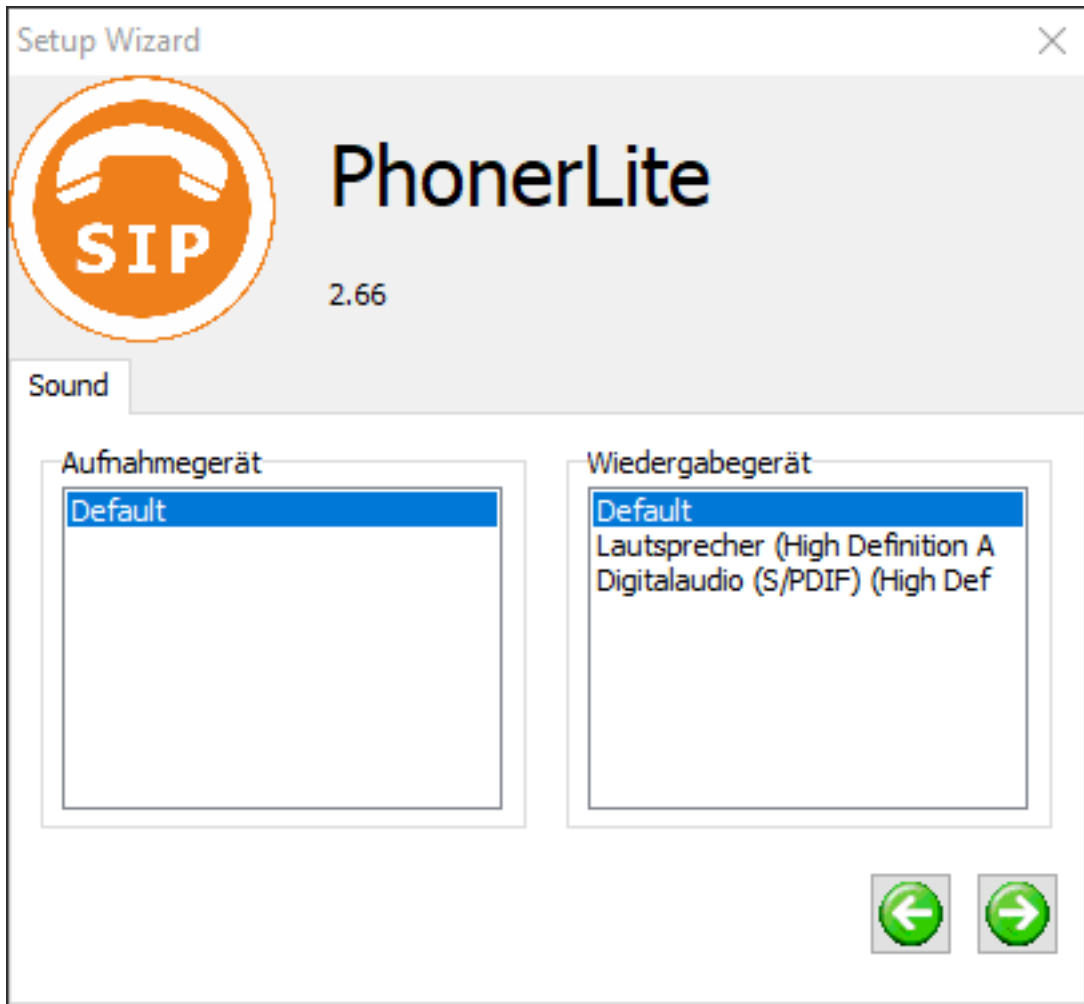 Setup Wizard
SIP
PhonerLite
2.66
Sound
Aufnahmegerät
Default
Wiedergabegerät
Default
Lautsprecher (High Definition A
Digitalaudio (S/PDIF) (High Def